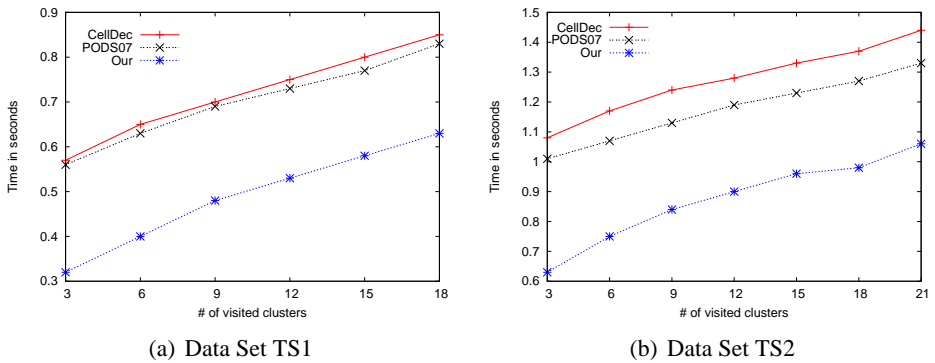 0.9
0.8
0.7
0.6
0.5
0.4
0.3
Time in seconds
CellDec
PODS07
Our
3 6 9 12 15 18
# of visited clusters
(a) Data Set TS1
1.5
1.4
1.3
1.2
1.1
1
0.9
0.8
0.7
0.6
Time in seconds
CellDec
PODS07
Our
3 6 9 12 15 18 21
# of visited clusters
(b) Data Set TS2